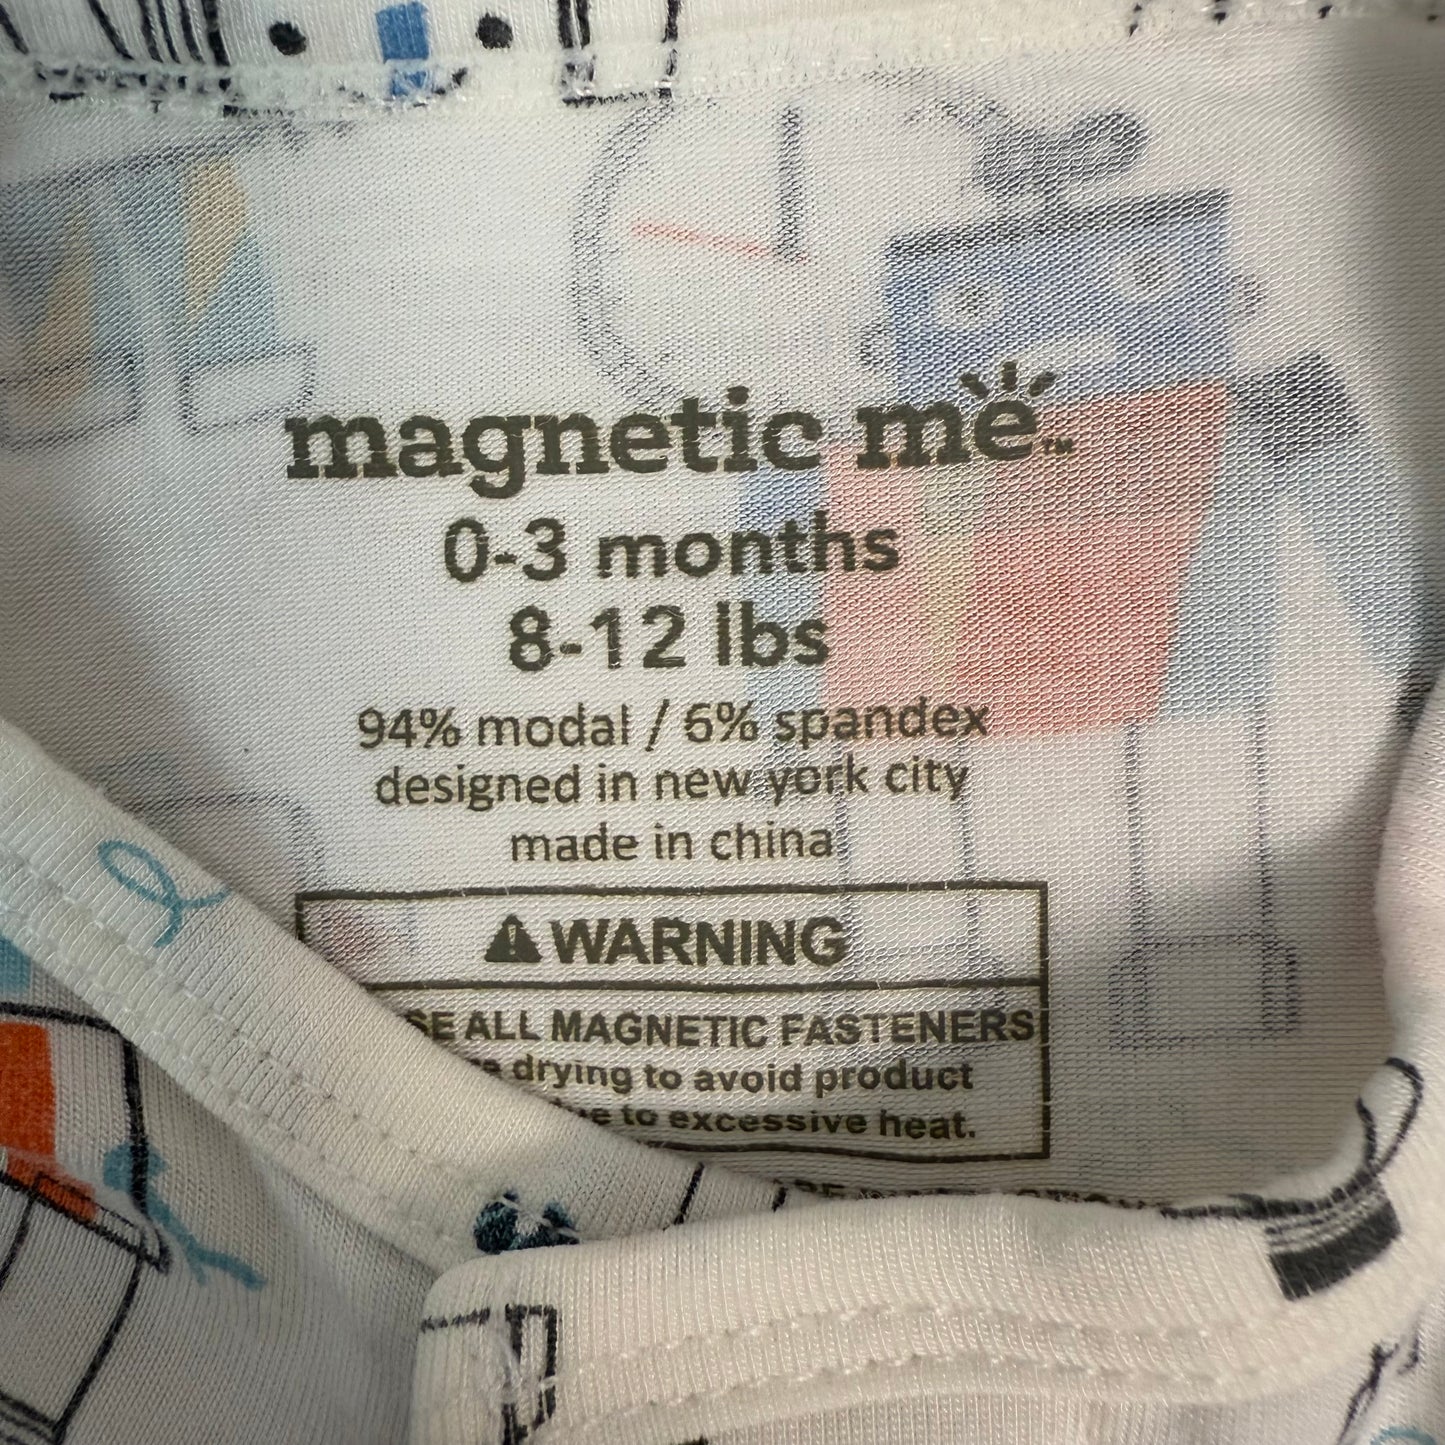 magnetic me™
0-3 months
8-12 lbs
94% modal / 6% spandex
designed in new york city
made in china
WARNING
ALL MAGNETIC FASTENERS
drying to avoid product
to excessive heat.